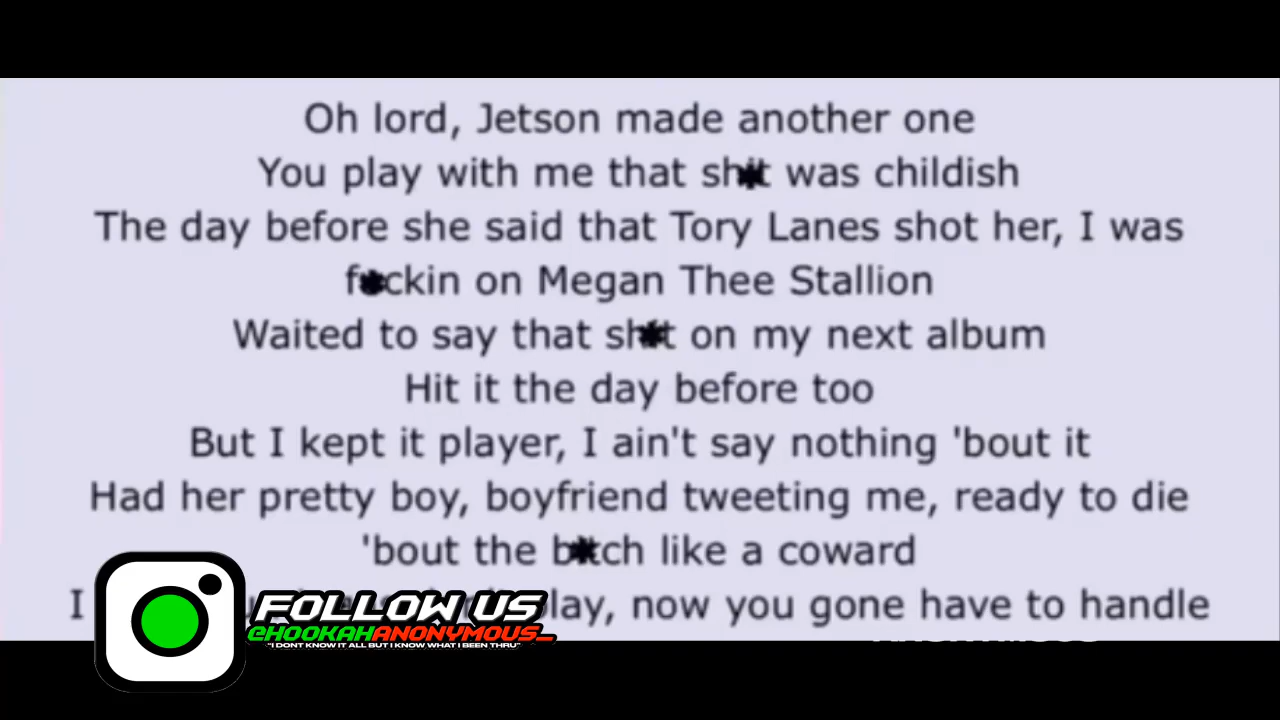 Oh lord, Jetson made another one
You play with me that sh*t was childish
The day before she said that Tory Lanes shot her, I was
f*ckin on Megan Thee Stallion
Waited to say that sh*t on my next album
Hit it the day before too
But I kept it player, I ain't say nothing 'bout it
Had her pretty boy, boyfriend tweeting me, ready to die
'bout the b*tch like a coward
I play, now you gone have to handle
FOLLOW US
@HOOKAHANONYMOUS_
"I DONT KNOW IT ALL BUT I KNOW WHAT I BEEN THRU"